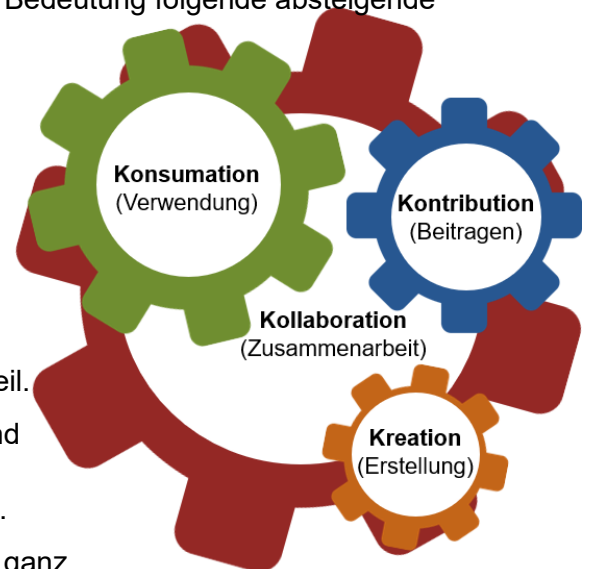 Bedeutung folgende absteigende
Konsumation
(Verwendung)
Kontribution
(Beitragen)
Kollaboration
(Zusammenarbeit)
eil.
nd
Kreation
(Erstellung)
.
ganz